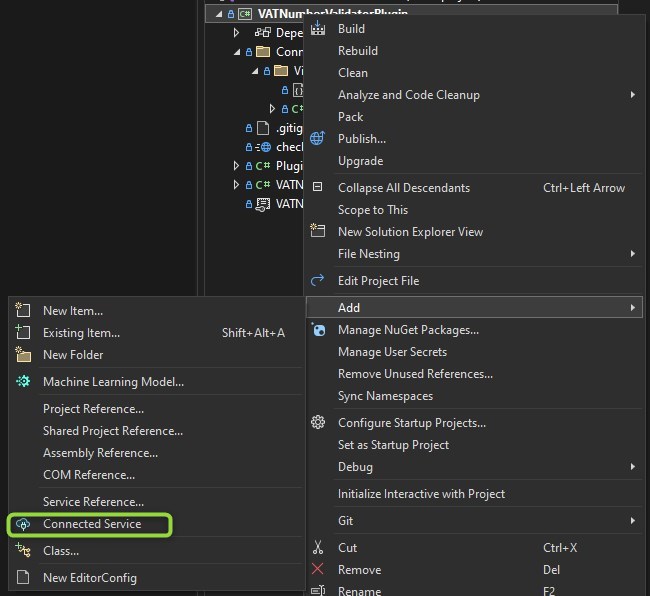 VATNumberValidatorPlugin
Depe
Conn
Vi
{}
C#
.gitig
check
C# Plugi
C# VATN
VATN
Build
Rebuild
Clean
Analyze and Code Cleanup
Pack
Publish...
Upgrade
Collapse All Descendants Ctrl+Left Arrow
Scope to This
New Solution Explorer View
File Nesting
Edit Project File
Add
Manage NuGet Packages...
Manage User Secrets
Remove Unused References...
Sync Namespaces
Configure Startup Projects...
Set as Startup Project
Debug
Initialize Interactive with Project
Git
Cut Ctrl+X
Remove Del
Rename F2
New Item...
Existing Item... Shift+Alt+A
New Folder
Machine Learning Model...
Project Reference...
Shared Project Reference...
Assembly Reference...
COM Reference...
Service Reference...
Connected Service
Class...
New EditorConfig